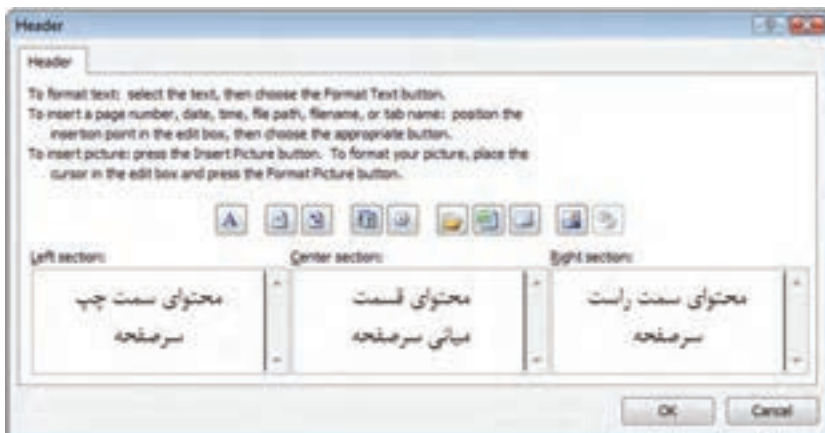 Header
Header
To format text: select the text, then choose the Format Text button.
To insert a page number, date, time, file path, filename, or tab name: position the
insertion point in the edit box, then choose the appropriate button.
To insert picture: press the Insert Picture button. To format your picture, place the
cursor in the edit box and press the Format Picture button.
A
Left section:
محتوای سمت چپ
سرصفحه
Center section:
محتوای قسمت
میانی سرصفحه
Right section:
محتوای سمت راست
سرصفحه
OK
Cancel